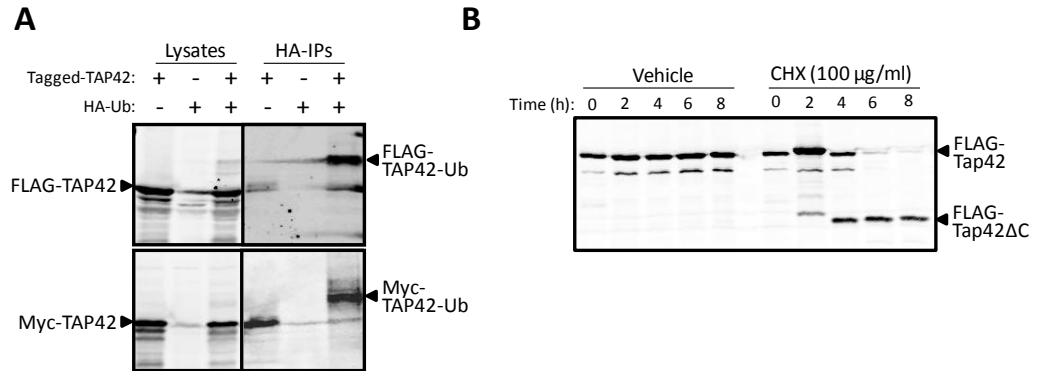 A
Lysates HA-IPs
Tagged-TAP42: + - + + - +
HA-Ub: - + + - + +
FLAG-TAP42
FLAG-
TAP42-Ub
Myc-TAP42
Myc-
TAP42-Ub
B
Vehicle CHX (100 µg/ml)
Time (h): 0 2 4 6 8 0 2 4 6 8
FLAG-
Tap42
FLAG-
Tap42ΔC